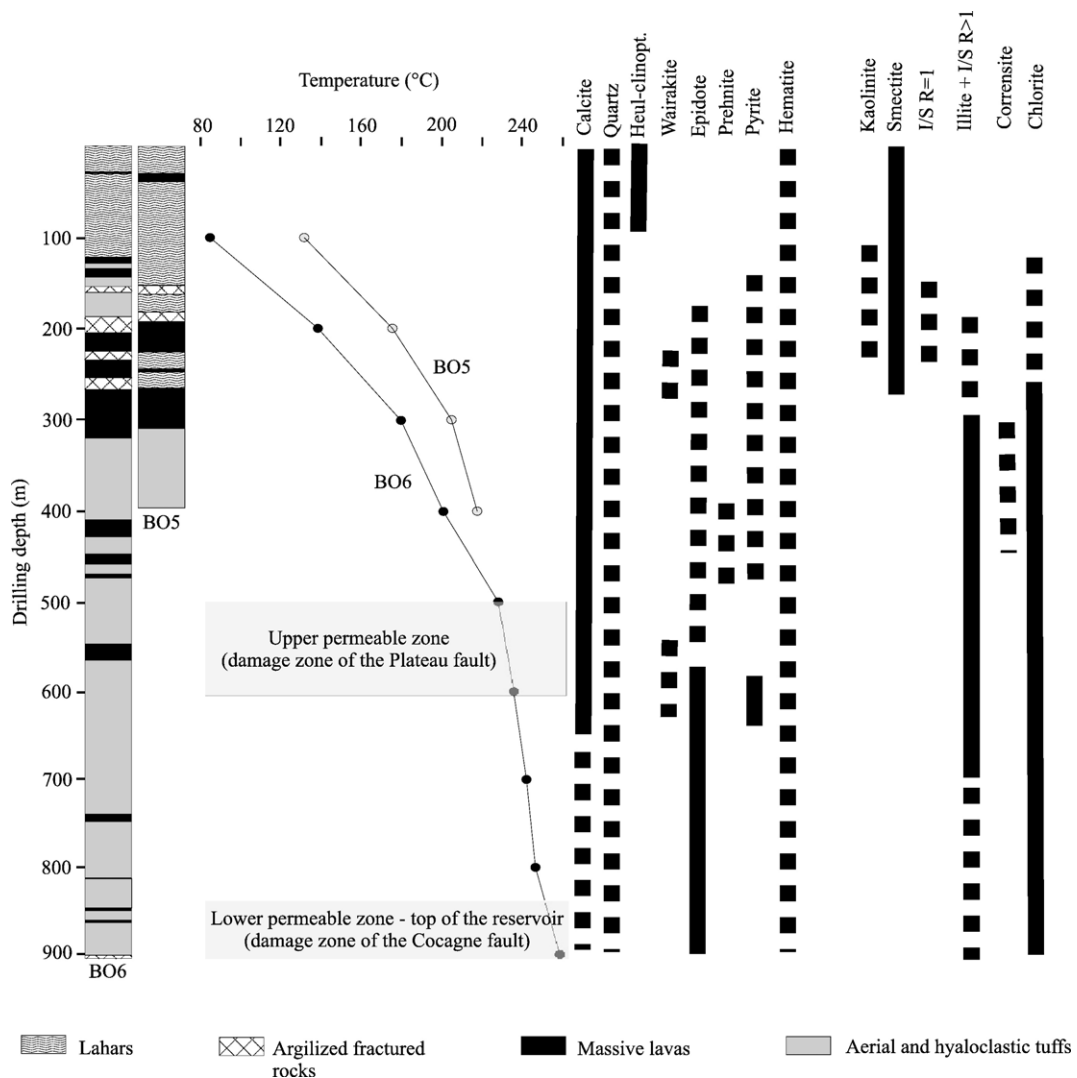 Temperature (°C)
80
140
200
240
260
Calcite
Quartz
Heul-clinopt.
Wairakite
Epidote
Prehnite
Pyrite
Hematite
Kaolinite
Smectite
I/S R=1
Illite + I/S R>1
Corrensite
Chlorite
Drilling depth (m)
100
200
300
400
500
600
700
800
900
BO5
BO6
BO5
BO6
Upper permeable zone
(damage zone of the Plateau fault)
Lower permeable zone - top of the reservoir
(damage zone of the Cocagne fault)
Lahars
Argilized fractured
rocks
Massive lavas
Aerial and hyaloclastic tuffs